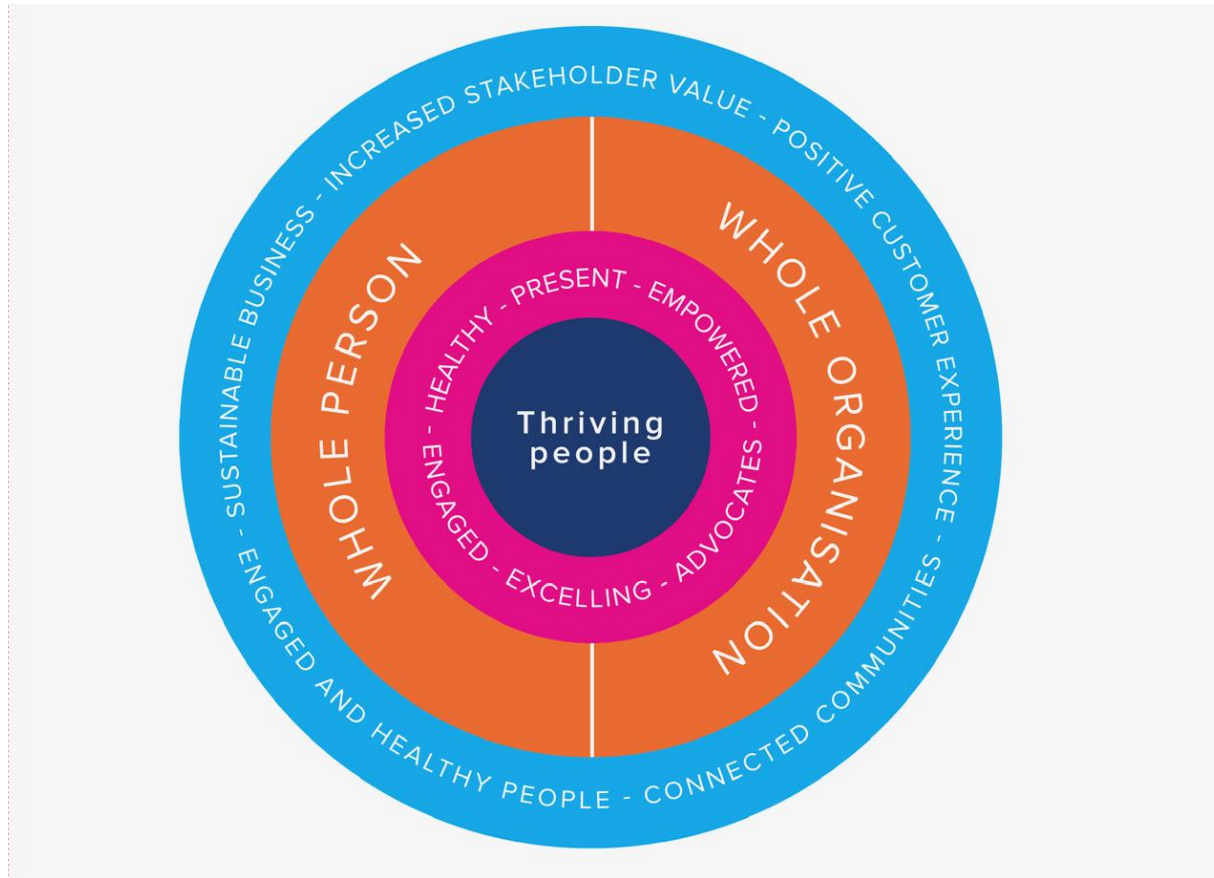 INCREASED STAKEHOLDER VALUE - POSITIVE CUSTOMER EXPERIENCE -
SUSTAINABLE BUSINESS -
ENGAGED AND HEALTHY PEOPLE - CONNECTED COMMUNITIES -
WHOLE PERSON
WHOLE ORGANISATION
- HEALTHY - PRESENT - EMPOWERED -
ENGAGED - EXCELLING - ADVOCATES -
Thriving
people